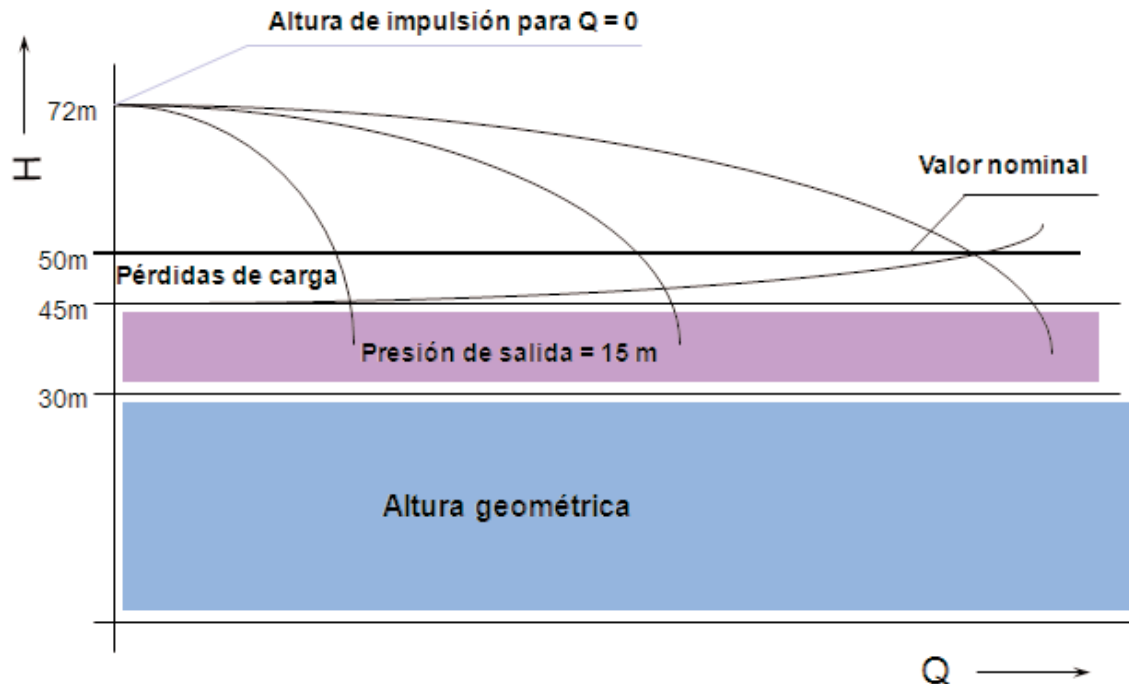 Altura de impulsión para Q = 0
72m
H
Valor nominal
50m
Pérdidas de carga
45m
Presión de salida = 15 m
30m
Altura geométrica
Q